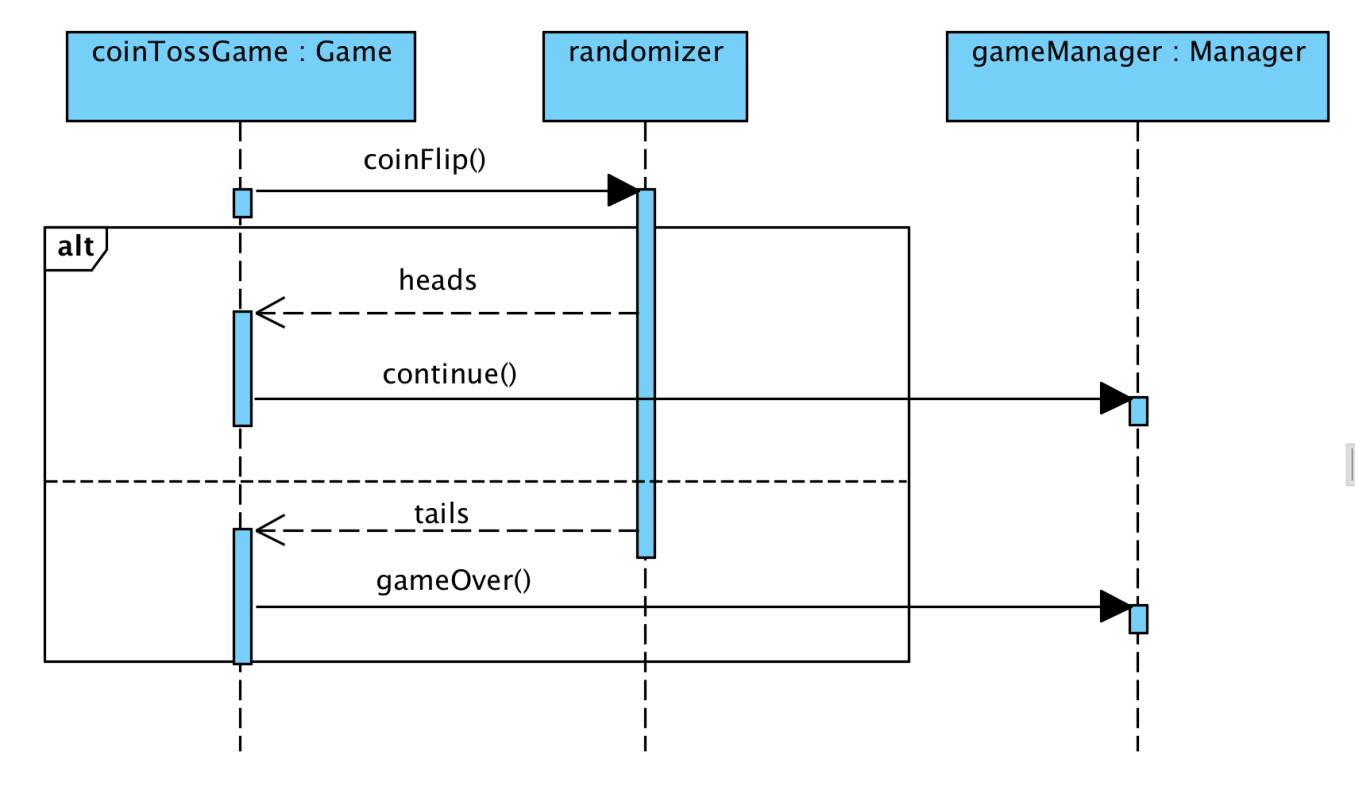 coinTossGame : Game
randomizer
gameManager : Manager
coinFlip()
alt
heads
continue()
tails
gameOver()